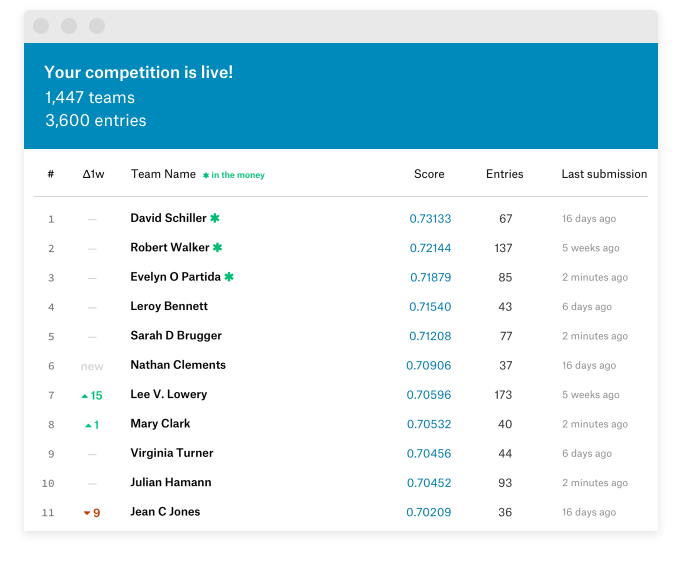 Your competition is live!
1,447 teams
3,600 entries
# Δ1w Team Name ✱ in the money Score Entries Last submission
1 — David Schiller ✱ 0.73133 67 16 days ago
2 — Robert Walker ✱ 0.72144 137 5 weeks ago
3 — Evelyn O Partida ✱ 0.71879 85 2 minutes ago
4 — Leroy Bennett 0.71540 43 6 days ago
5 — Sarah D Brugger 0.71208 77 2 minutes ago
6 new Nathan Clements 0.70906 37 16 days ago
7 ▲15 Lee V. Lowery 0.70596 173 5 weeks ago
8 ▲1 Mary Clark 0.70532 40 2 minutes ago
9 — Virginia Turner 0.70456 44 6 days ago
10 — Julian Hamann 0.70452 93 2 minutes ago
11 ▼9 Jean C Jones 0.70209 36 16 days ago